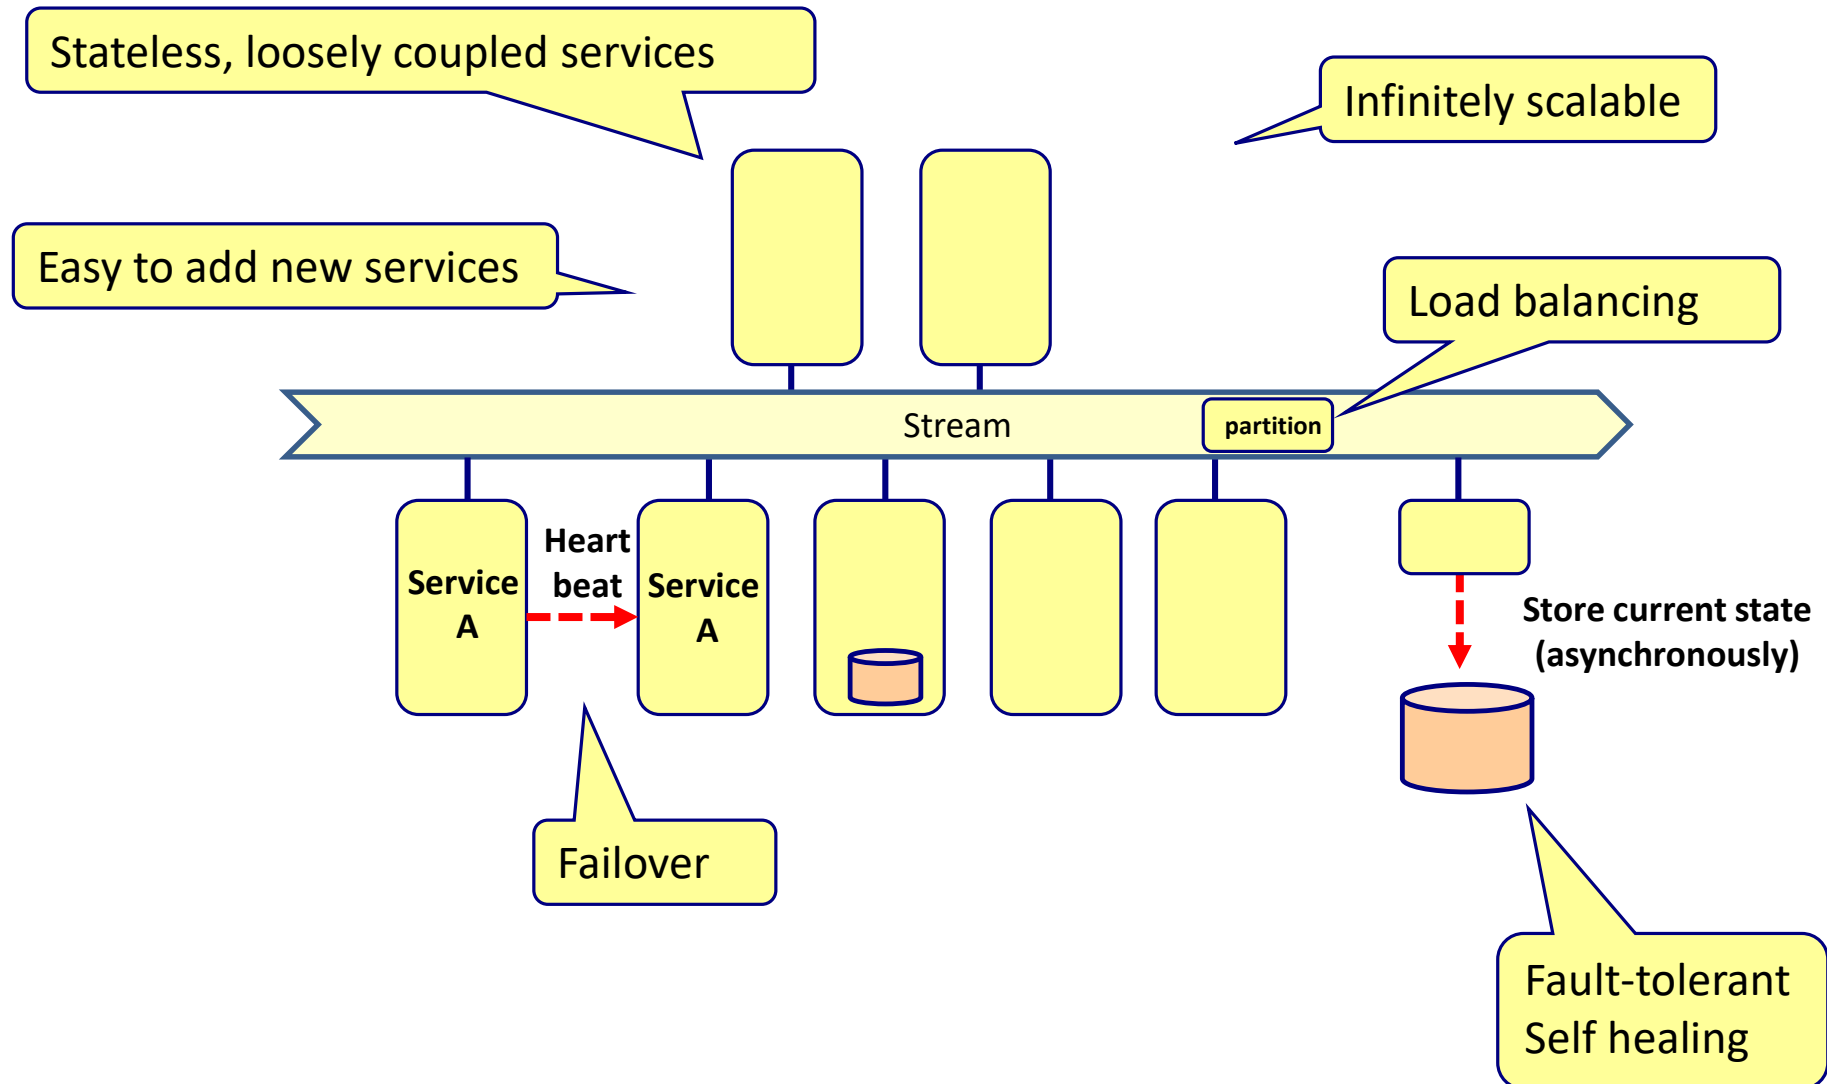 Stateless, loosely coupled services
Infinitely scalable
Easy to add new services
Load balancing
Stream
partition
Service
A
Heart
beat
Service
A
Store current state
(asynchronously)
Failover
Fault-tolerant
Self healing